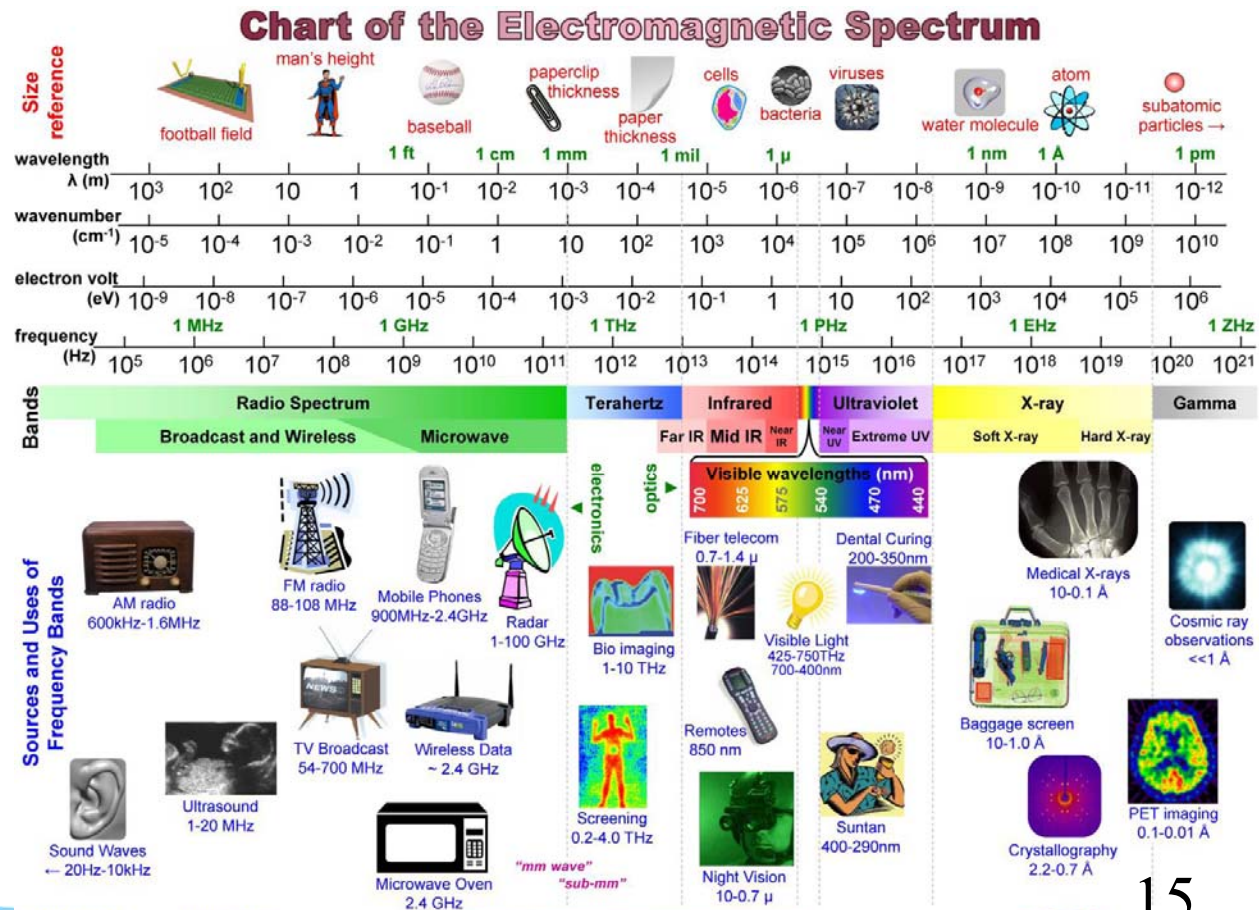 Chart of the Electromagnetic Spectrum
Size
reference
football field
man's height
baseball
paperclip
thickness
paper
thickness
cells
bacteria
viruses
water molecule
atom
subatomic
particles →
wavelength
λ (m)
1 ft 1 cm 1 mm 1 mil 1 µ 1 nm 1 Å 1 pm
10³ 10² 10 1 10⁻¹ 10⁻² 10⁻³ 10⁻⁴ 10⁻⁵ 10⁻⁶ 10⁻⁷ 10⁻⁸ 10⁻⁹ 10⁻¹⁰ 10⁻¹¹ 10⁻¹²
wavenumber
(cm⁻¹)
10⁻⁵ 10⁻⁴ 10⁻³ 10⁻² 10⁻¹ 1 10 10² 10³ 10⁴ 10⁵ 10⁶ 10⁷ 10⁸ 10⁹ 10¹⁰
electron volt
(eV)
10⁻⁹ 10⁻⁸ 10⁻⁷ 10⁻⁶ 10⁻⁵ 10⁻⁴ 10⁻³ 10⁻² 10⁻¹ 1 10 10² 10³ 10⁴ 10⁵ 10⁶
frequency
(Hz)
1 MHz 1 GHz 1 THz 1 PHz 1 EHz 1 ZHz
10⁵ 10⁶ 10⁷ 10⁸ 10⁹ 10¹⁰ 10¹¹ 10¹² 10¹³ 10¹⁴ 10¹⁵ 10¹⁶ 10¹⁷ 10¹⁸ 10¹⁹ 10²⁰ 10²¹
Bands
Radio Spectrum Terahertz Infrared Ultraviolet X-ray Gamma
Broadcast and Wireless Microwave Far IR Mid IR Near
IR
Near
UV
Extreme UV Soft X-ray Hard X-ray
electronics
optics
Visible wavelengths (nm)
700 625 575 540 470 440
Sources and Uses of
Frequency Bands
AM radio
600kHz-1.6MHz
FM radio
88-108 MHz
Mobile Phones
900MHz-2.4GHz
Radar
1-100 GHz
Bio imaging
1-10 THz
Fiber telecom
0.7-1.4 µ
Dental Curing
200-350nm
Visible Light
425-750THz
700-400nm
Medical X-rays
10-0.1 Å
Cosmic ray
observations
<<1 Å
NEWS
TV Broadcast
54-700 MHz
Wireless Data
~ 2.4 GHz
Remotes
850 nm
Baggage screen
10-1.0 Å
Sound Waves
← 20Hz-10kHz
Ultrasound
1-20 MHz
Microwave Oven
2.4 GHz
"mm wave"
"sub-mm"
Screening
0.2-4.0 THz
Night Vision
10-0.7 µ
Suntan
400-290nm
Crystallography
2.2-0.7 Å
PET imaging
0.1-0.01 Å
15